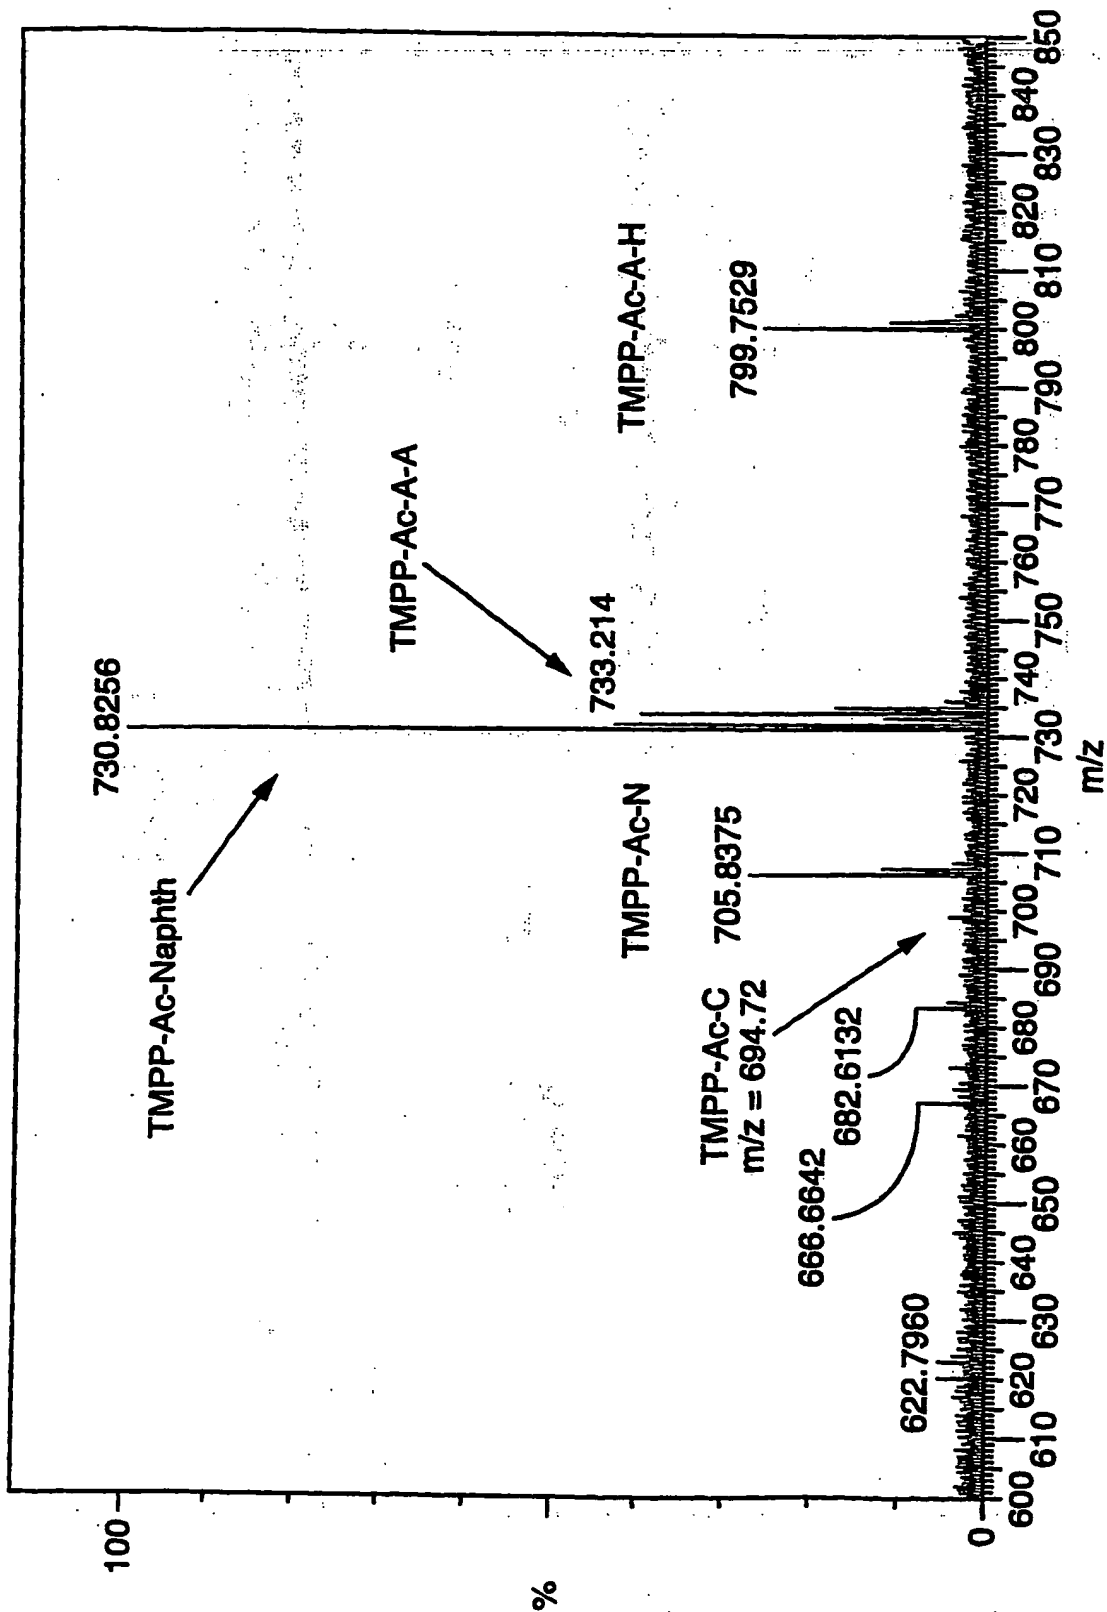 730.8256
TMPP-Ac-Naphth
TMPP-Ac-A-A
733.214
TMPP-Ac-A-H
799.7529
TMPP-Ac-N
705.8375
TMPP-Ac-C
m/z = 694.72
682.6132
666.6642
622.7960
100
%
0
600 610 620 630 640 650 660 670 680 690 700 710 720 730 740 750 760 770 780 790 800 810 820 830 840 850
m/z